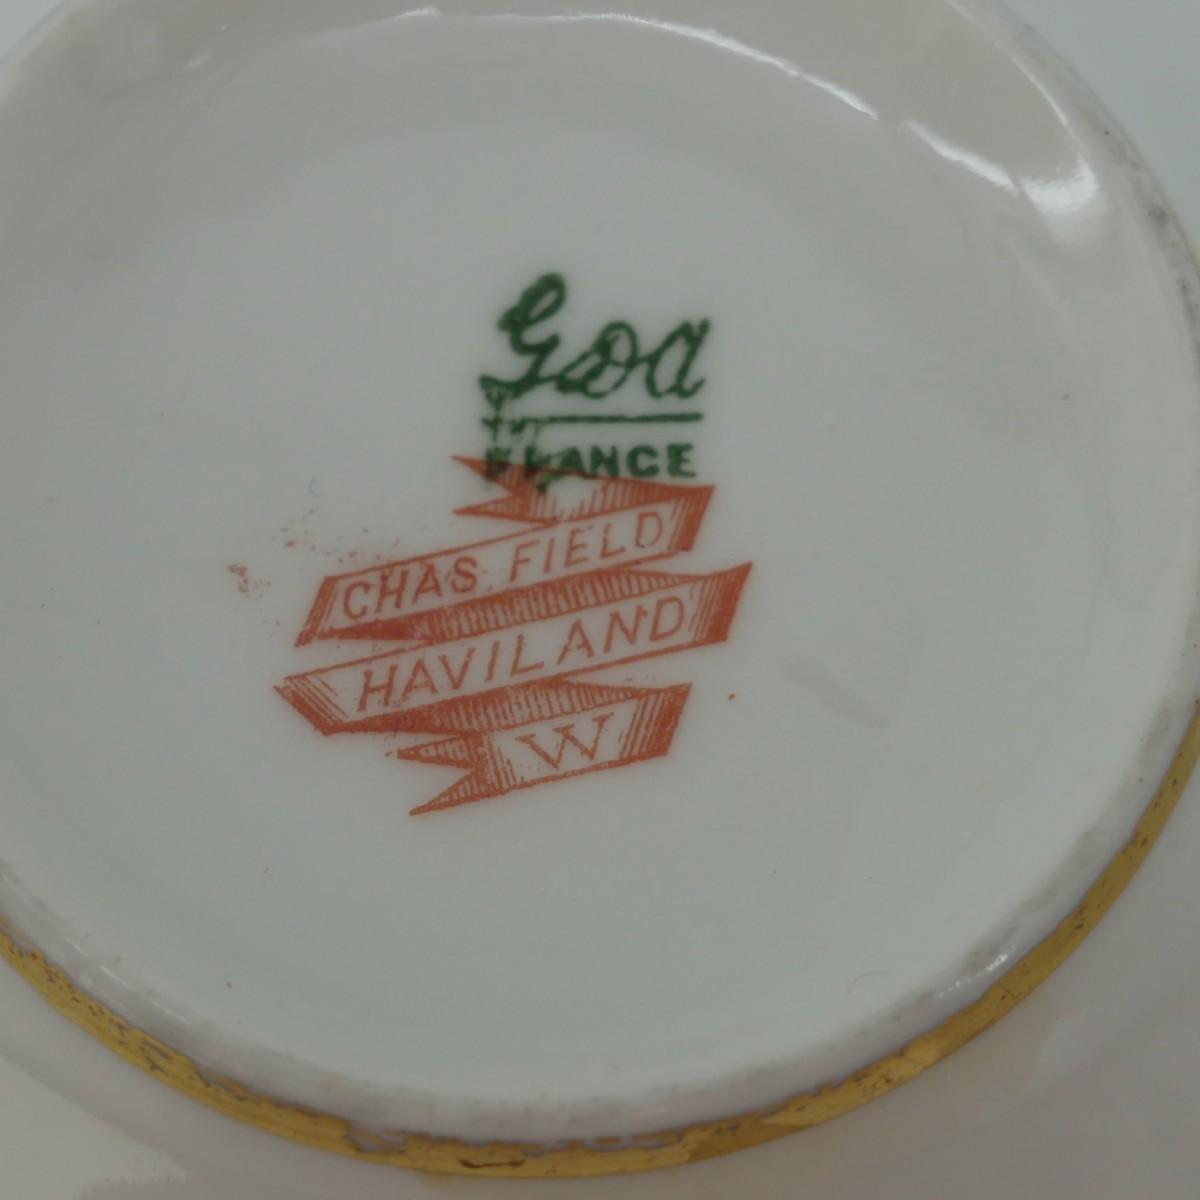 GDA
FRANCE
CHAS FIELD
HAVILAND
W